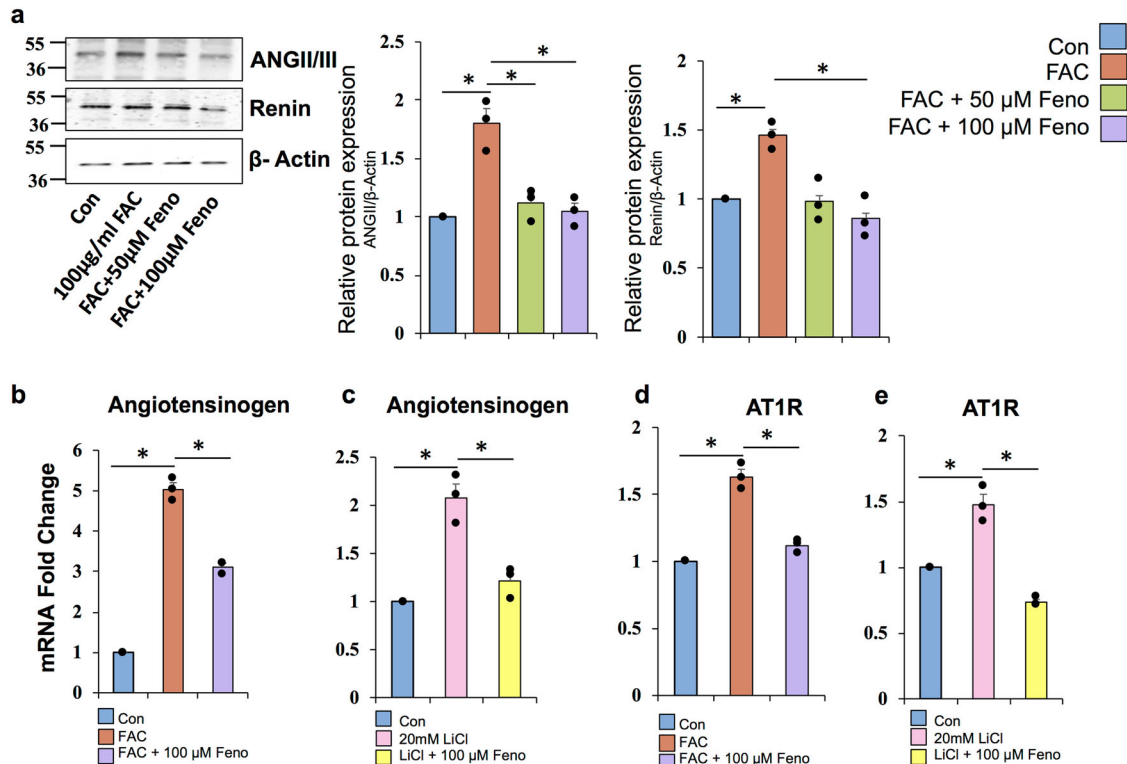 a
55
36
ANGII/III
55
36
Renin
36
β- Actin
Con
100µg/ml FAC
FAC+50µM Feno
FAC+100µM Feno
Relative protein expression
ANGII/β-Actin
2.5
2
1.5
1
0.5
0
* * *
Relative protein expression
Renin/β-Actin
2
1.5
1
0.5
0
* *
Con
FAC
FAC + 50 µM Feno
FAC + 100 µM Feno
b
Angiotensinogen
mRNA Fold Change
6
5
4
3
2
1
0
* *
Con
FAC
FAC + 100 µM Feno
c
Angiotensinogen
2.5
2
1.5
1
0.5
0
* *
Con
20mM LiCl
LiCl + 100 µM Feno
d
AT1R
2
1.5
1
0.5
0
* *
Con
FAC
FAC + 100 µM Feno
e
AT1R
2
1.5
1
0.5
0
* *
Con
20mM LiCl
LiCl + 100 µM Feno